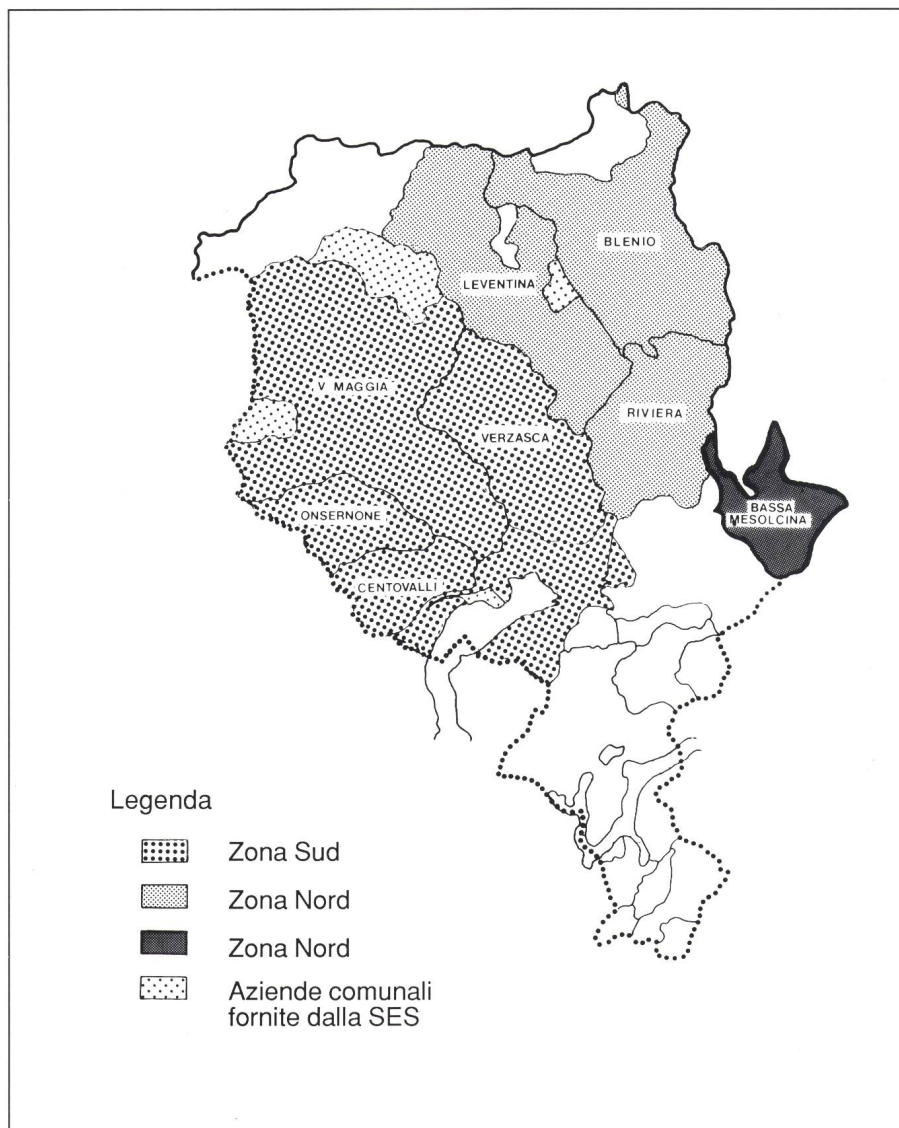 BLENIO
LEVENTINA
V. MAGGIA
RIVIERA
VERZASCA
BASSA
MESOLCINA
ONSERNONE
CENTOVALLI
Legenda
Zona Sud
Zona Nord
Zona Nord
Aziende comunali
fornite dalla SES